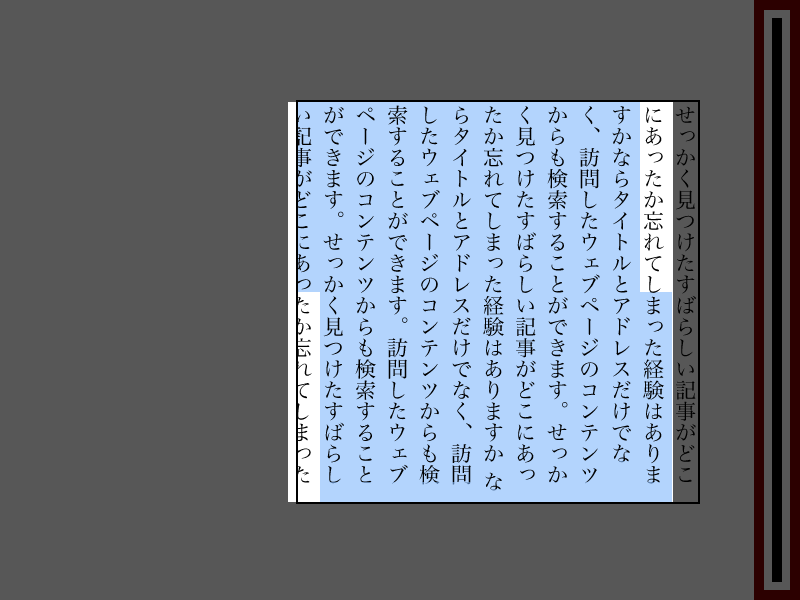 せっかく見つけたすばらしい記事がどこ
にあったか忘れてしまった経験はありま
すかならタイトルとアドレスだけでな
く、訪問したウェブページのコンテンツ
からも検索することができます。せっか
く見つけたすばらしい記事がどこにあっ
たか忘れてしまった経験はありますか な
らタイトルとアドレスだけでなく、訪問
したウェブページのコンテンツからも検
索することができます。訪問したウェブ
ページのコンテンツからも検索すること
ができます。せっかく見つけたすばらし
い記事がどこにあったか忘れてしまった